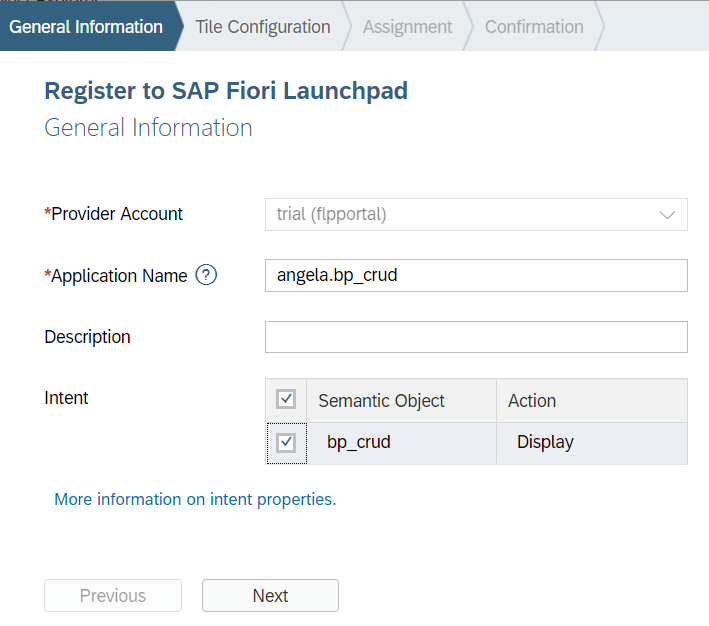 General Information Tile Configuration Assignment Confirmation
Register to SAP Fiori Launchpad
General Information
*Provider Account trial (flpportal)
*Application Name ? angela.bp_crud
Description
Intent Semantic Object Action
bp_crud Display
More information on intent properties.
Previous Next